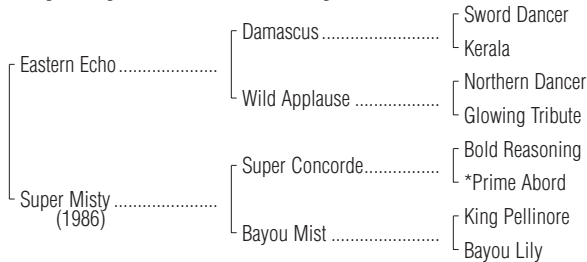 Sword Dancer
Damascus
Kerala
Eastern Echo
Northern Dancer
Wild Applause
Glowing Tribute
Bold Reasoning
Super Concorde
*Prime Abord
Super Misty
(1986)
King Pellinore
Bayou Mist
Bayou Lily